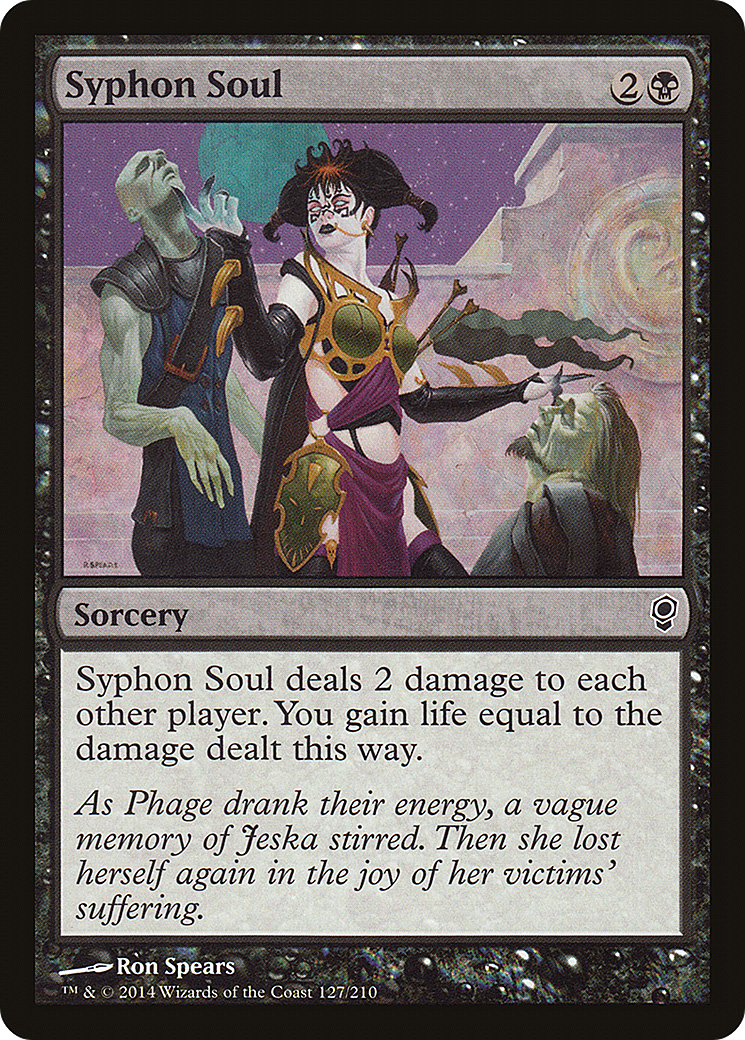 Syphon Soul 2
R.SPEARS
Sorcery
Syphon Soul deals 2 damage to each
other player. You gain life equal to the
damage dealt this way.
As Phage drank their energy, a vague
memory of Jeska stirred. Then she lost
herself again in the joy of her victims’
suffering.
Ron Spears
™ & © 2014 Wizards of the Coast 127/210